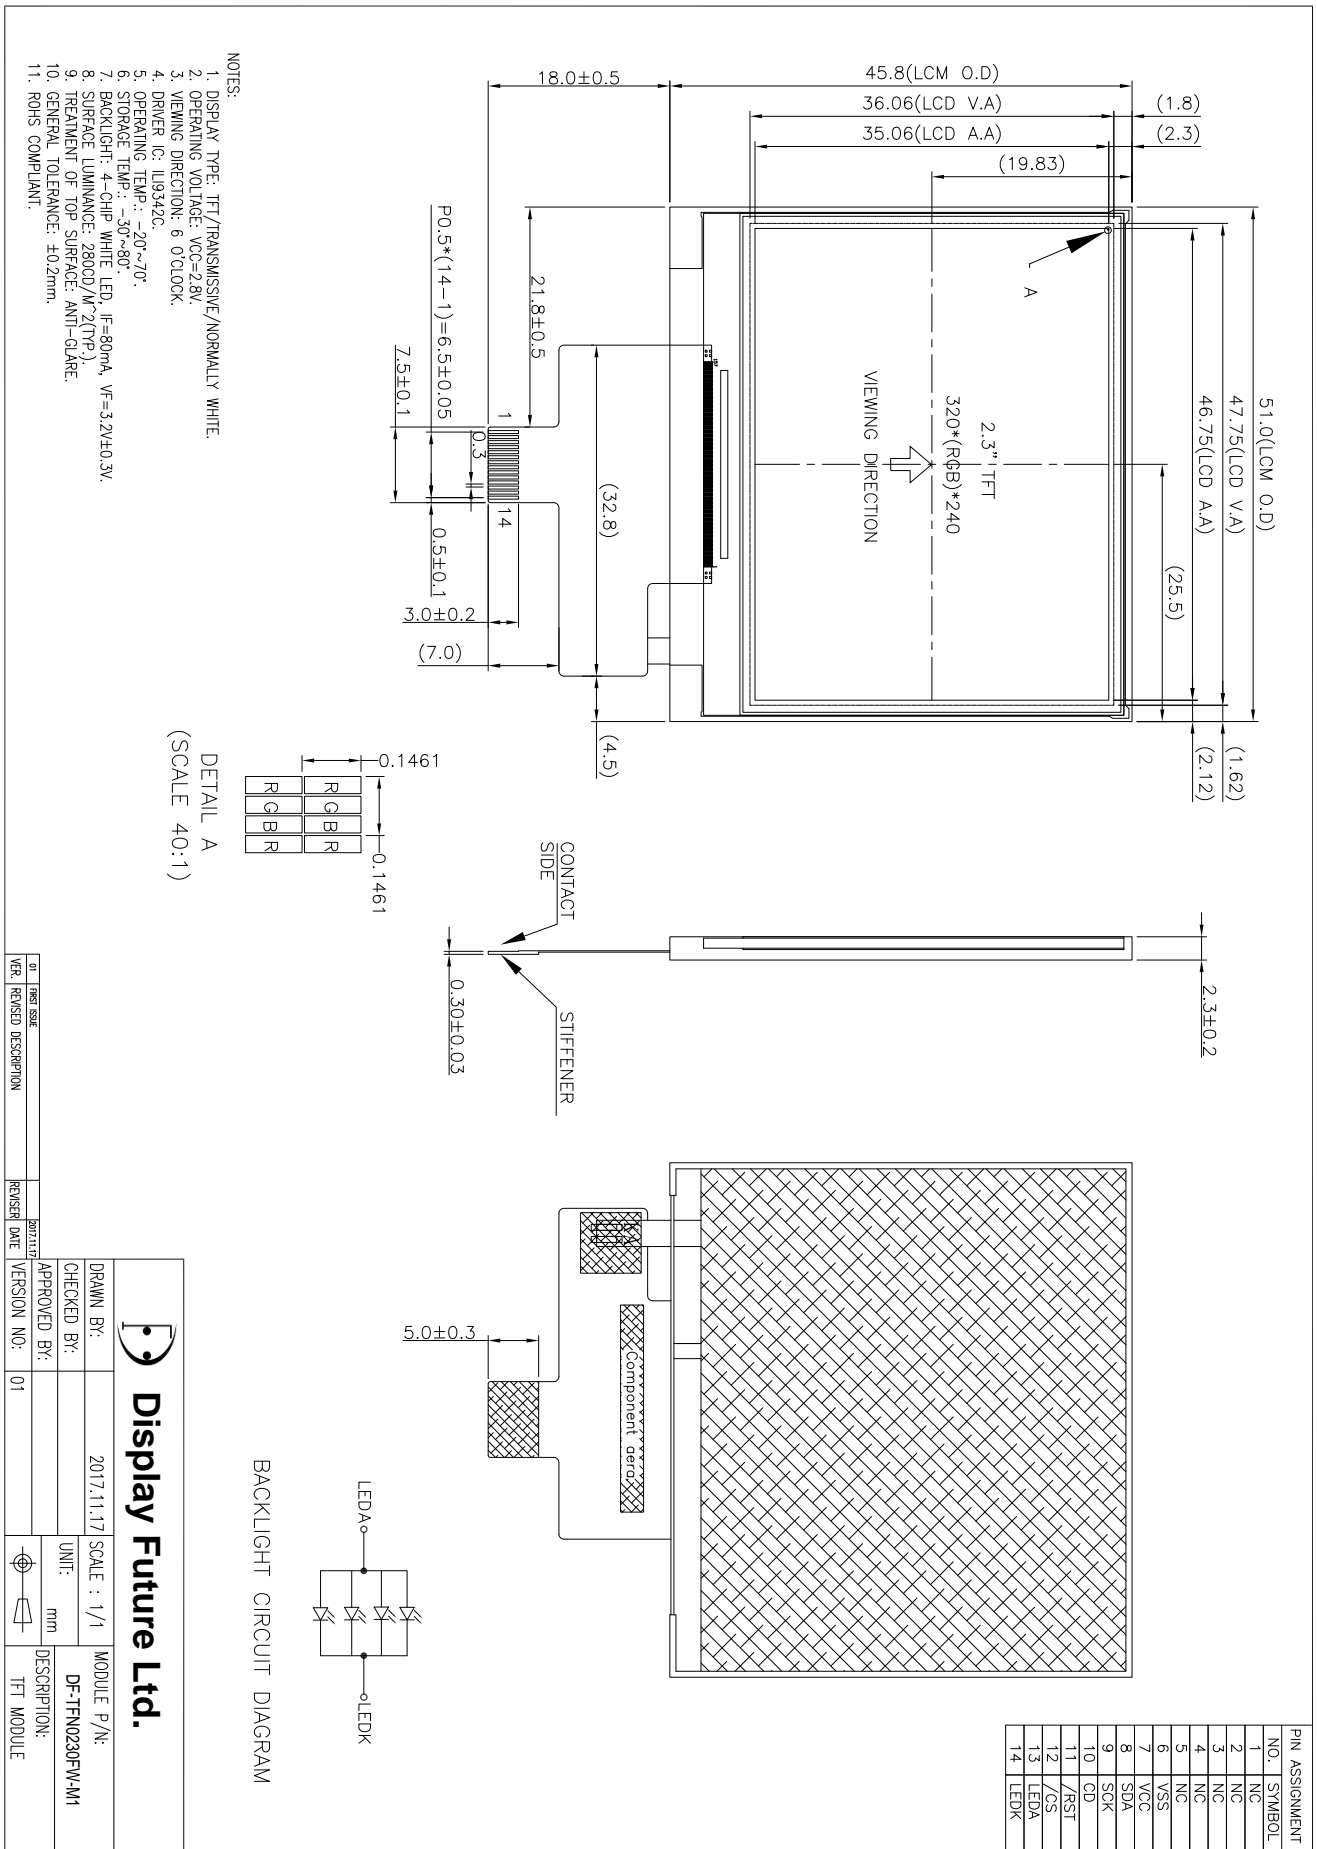 51.0(LCM O.D)
47.75(LCD V.A)
46.75(LCD A.A)
(25.5)
(1.62)
(2.12)
45.8(LCM O.D)
36.06(LCD V.A)
35.06(LCD A.A)
(19.83)
(1.8)
(2.3)
18.0±0.5
A
2.3" TFT
320*(RGB)*240
VIEWING DIRECTION
21.8±0.5
(32.8)
(4.5)
P0.5*(14-1)=6.5±0.05
7.5±0.1
1
0.3
14
0.5±0.1
3.0±0.2
(7.0)
2.3±0.2
CONTACT
SIDE
STIFFENER
0.30±0.03
5.0±0.3
Component aera
K A
0.1461
0.1461
R G B R
R G B R
DETAIL A
(SCALE 40:1)
LEDA
LEDK
BACKLIGHT CIRCUIT DIAGRAM
PIN ASSIGNMENT
NO. SYMBOL
1 NC
2 NC
3 NC
4 NC
5 NC
6 VSS
7 VCC
8 SDA
9 SCK
10 CD
11 /RST
12 /CS
13 LEDA
14 LEDK
NOTES:
1. DISPLAY TYPE: TFT/TRANSMISSIVE/NORMALLY WHITE.
2. OPERATING VOLTAGE: VCC=2.8V.
3. VIEWING DIRECTION: 6 O'CLOCK.
4. DRIVER IC: ILI9342C.
5. OPERATING TEMP.: -20°~70°.
6. STORAGE TEMP.: -30°~80°.
7. BACKLIGHT: 4-CHIP WHITE LED, IF=80mA, VF=3.2V±0.3V.
8. SURFACE LUMINANCE: 280CD/M^2(TYP.).
9. TREATMENT OF TOP SURFACE: ANTI-GLARE.
10. GENERAL TOLERANCE: ±0.2mm.
11. ROHS COMPLIANT.
01 FIRST ISSUE 2017.11.17
VER. REVISED DESCRIPTION REVISER DATE
Display Future Ltd.
DRAWN BY: 2017.11.17
CHECKED BY:
APPROVED BY:
VERSION NO: 01
SCALE : 1/1
UNIT: mm
MODULE P/N:
DF-TFN0230FW-M1
DESCRIPTION:
TFT MODULE